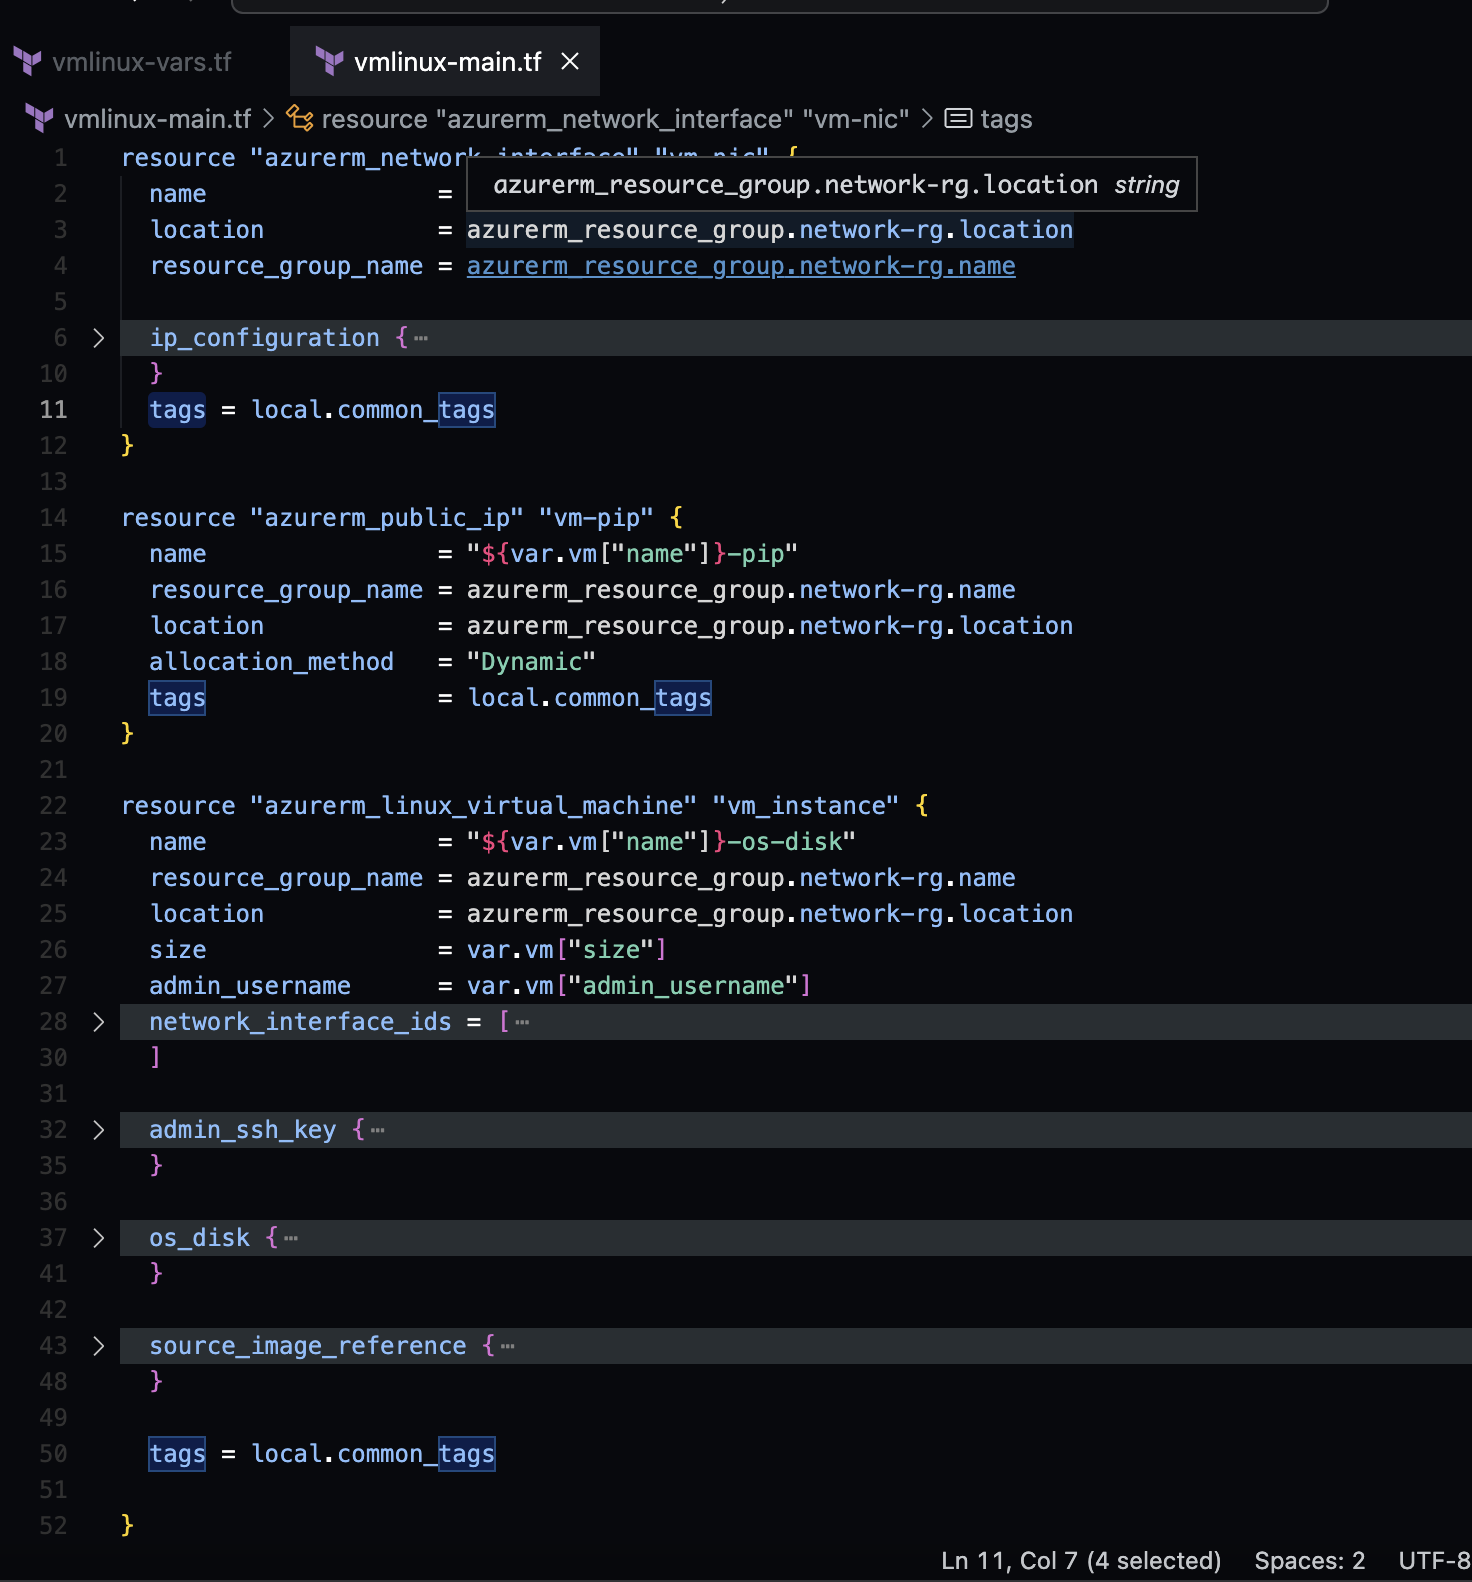 vmlinux-vars.tf vmlinux-main.tf ×
vmlinux-main.tf > resource "azurerm_network_interface" "vm-nic" > tags
1 resource "azurerm_network_interface" "vm-nic" {
azurerm_resource_group.network-rg.location string
2 name =
3 location = azurerm_resource_group.network-rg.location
4 resource_group_name = azurerm_resource_group.network-rg.name
5
6 > ip_configuration { ⋯
10 }
11 tags = local.common_tags
12 }
13
14 resource "azurerm_public_ip" "vm-pip" {
15 name = "${var.vm["name"]}-pip"
16 resource_group_name = azurerm_resource_group.network-rg.name
17 location = azurerm_resource_group.network-rg.location
18 allocation_method = "Dynamic"
19 tags = local.common_tags
20 }
21
22 resource "azurerm_linux_virtual_machine" "vm_instance" {
23 name = "${var.vm["name"]}-os-disk"
24 resource_group_name = azurerm_resource_group.network-rg.name
25 location = azurerm_resource_group.network-rg.location
26 size = var.vm["size"]
27 admin_username = var.vm["admin_username"]
28 > network_interface_ids = [ ⋯
30 ]
31
32 > admin_ssh_key { ⋯
35 }
36
37 > os_disk { ⋯
41 }
42
43 > source_image_reference { ⋯
48 }
49
50 tags = local.common_tags
51
52 }
Ln 11, Col 7 (4 selected) Spaces: 2 UTF-8